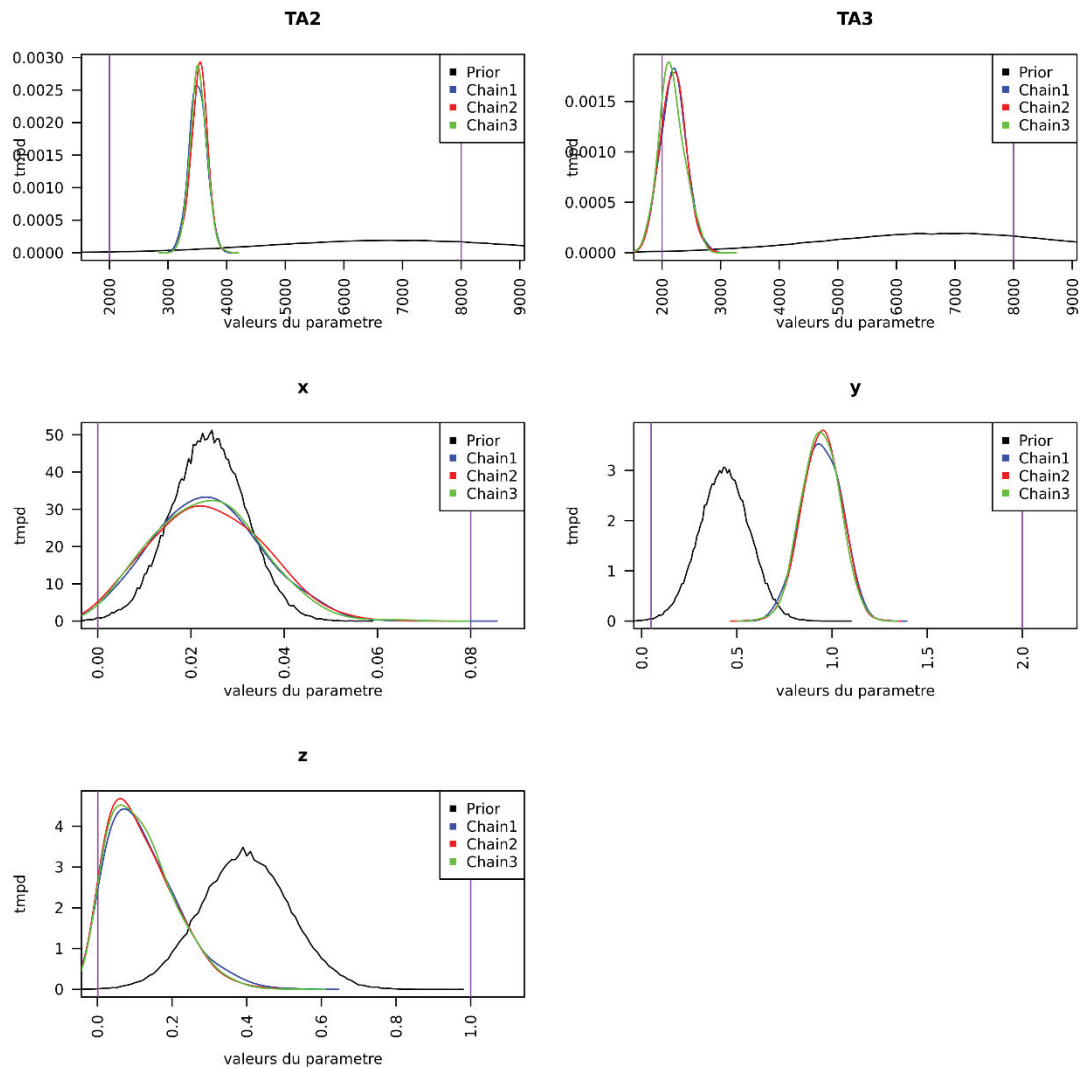 TA2
0.0030
0.0025
0.0020
0.0015
0.0010
0.0005
0.0000
tmpd
Prior
Chain1
Chain2
Chain3
2000
3000
4000
5000
6000
7000
8000
9000
valeurs du parametre
TA3
0.0015
0.0010
0.0005
0.0000
tmpd
Prior
Chain1
Chain2
Chain3
2000
3000
4000
5000
6000
7000
8000
9000
valeurs du parametre
x
50
40
30
20
10
0
tmpd
Prior
Chain1
Chain2
Chain3
0.00
0.02
0.04
0.06
0.08
valeurs du parametre
y
3
2
1
0
tmpd
Prior
Chain1
Chain2
Chain3
0.0
0.5
1.0
1.5
2.0
valeurs du parametre
z
4
3
2
1
0
tmpd
Prior
Chain1
Chain2
Chain3
0.0
0.2
0.4
0.6
0.8
1.0
valeurs du parametre